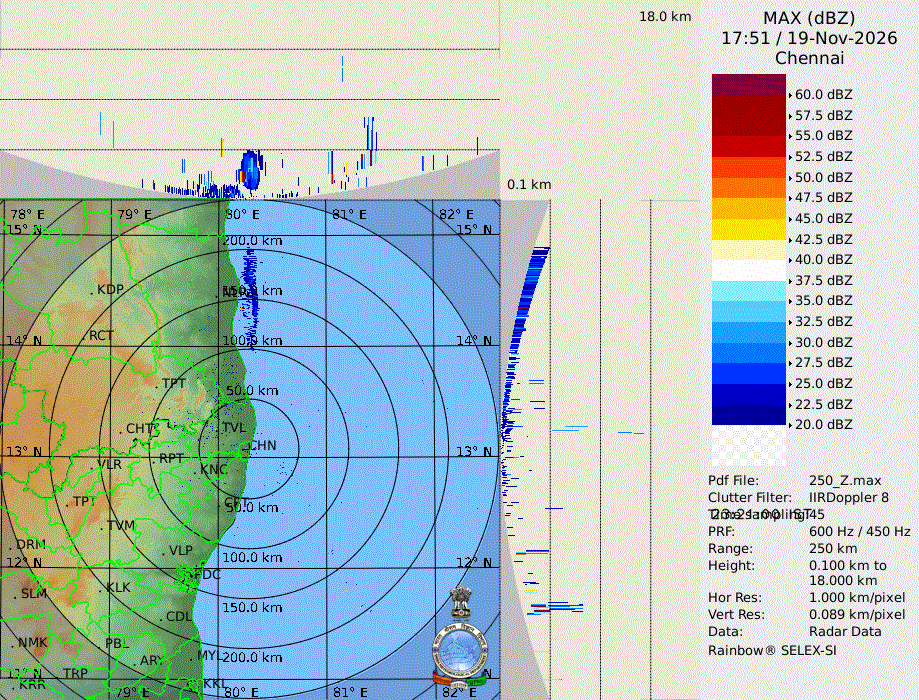 18.0 km
0.1 km
MAX (dBZ)
17:51 / 19-Nov-2026
Chennai
60.0 dBZ
57.5 dBZ
55.0 dBZ
52.5 dBZ
50.0 dBZ
47.5 dBZ
45.0 dBZ
42.5 dBZ
40.0 dBZ
37.5 dBZ
35.0 dBZ
32.5 dBZ
30.0 dBZ
27.5 dBZ
25.0 dBZ
22.5 dBZ
20.0 dBZ
Pdf File: 250_Z.max
Clutter Filter: IIRDoppler 8
Time sampling: 45
PRF: 600 Hz / 450 Hz
Range: 250 km
Height: 0.100 km to
18.000 km
Hor Res: 1.000 km/pixel
Vert Res: 0.089 km/pixel
Data: Radar Data
Rainbow® SELEX-SI
78° E 79° E 80° E 81° E 82° E
15° N 15° N
200.0 km
KDP
150.0 km
RCT
14° N 100.0 km 14° N
TPT
50.0 km
CHT TVL
CHN
13° N 13° N
VLR RPT KNC
TPT
50.0 km
TVM
DRM VLP
100.0 km
12° N 12° N
PDC
SLM KLK
150.0 km
CDL
NMK PBL
ARY MYL 200.0 km
TRP
KRR KKL
11° N
79° E 80° E 81° E 82° E